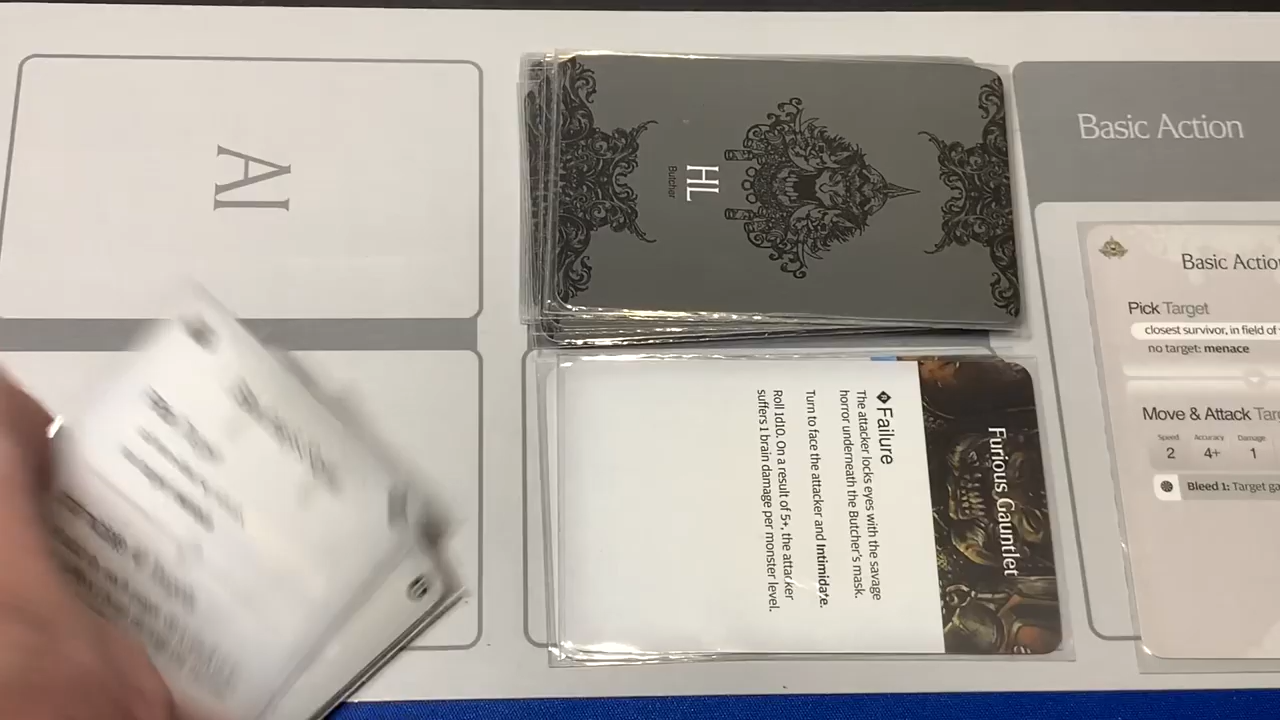 AI
HL
Butcher
Basic Action
Furious Gauntlet
Failure
The attacker locks eyes with the savage
horror underneath the Butcher's mask.
Turn to face the attacker and Intimidate.
Roll 1d10. On a result of 5+, the attacker
suffers 1 brain damage per monster level.
Basic Actio
Pick Target
closest survivor, in field of
no target: menace
Move & Attack Tar
Speed Accuracy Damage
2 4+ 1
Bleed 1: Target ga